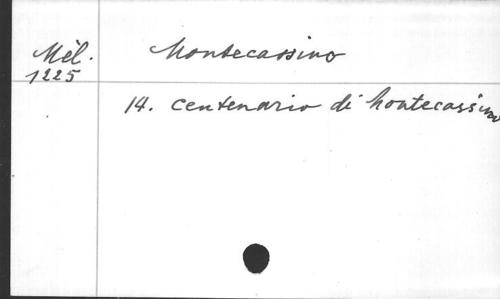 Mél.
1225
Montecassino
14. centenario di Montecassino